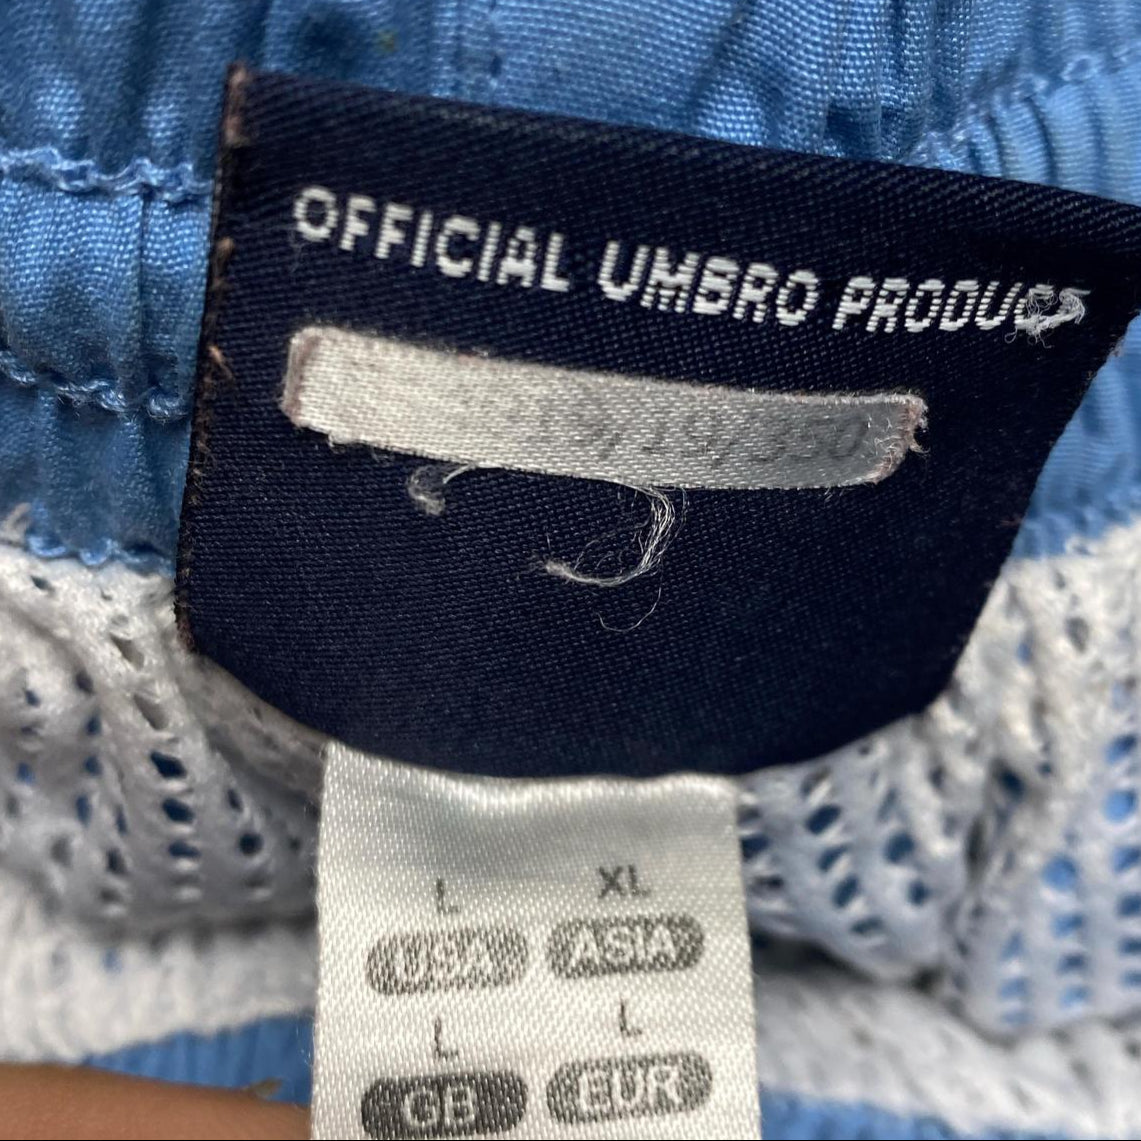 OFFICIAL UMBRO PRODUCT
L XL
USA ASIA
L L
GB EUR